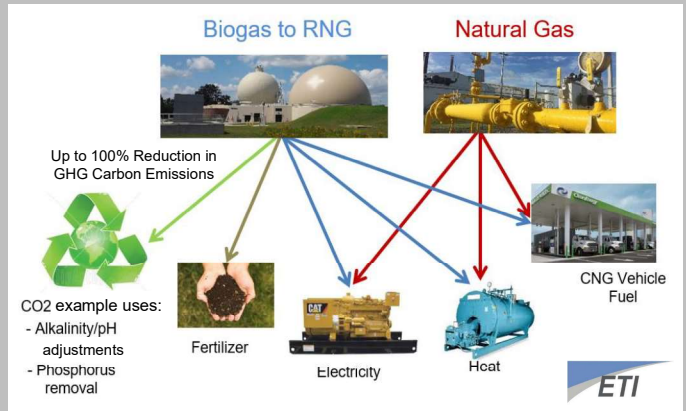 Biogas to RNG
Natural Gas
Up to 100% Reduction in
GHG Carbon Emissions
CO2 example uses:
- Alkalinity/pH
adjustments
- Phosphorus
removal
Fertilizer
CAT
Electricity
Heat
CNG Vehicle
Fuel
ETI